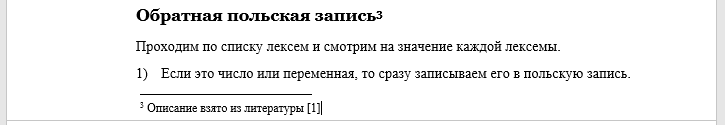 Обратная польская запись³
Проходим по списку лексем и смотрим на значение каждой лексемы.
1) Если это число или переменная, то сразу записываем его в польскую запись.
³ Описание взято из литературы [1]